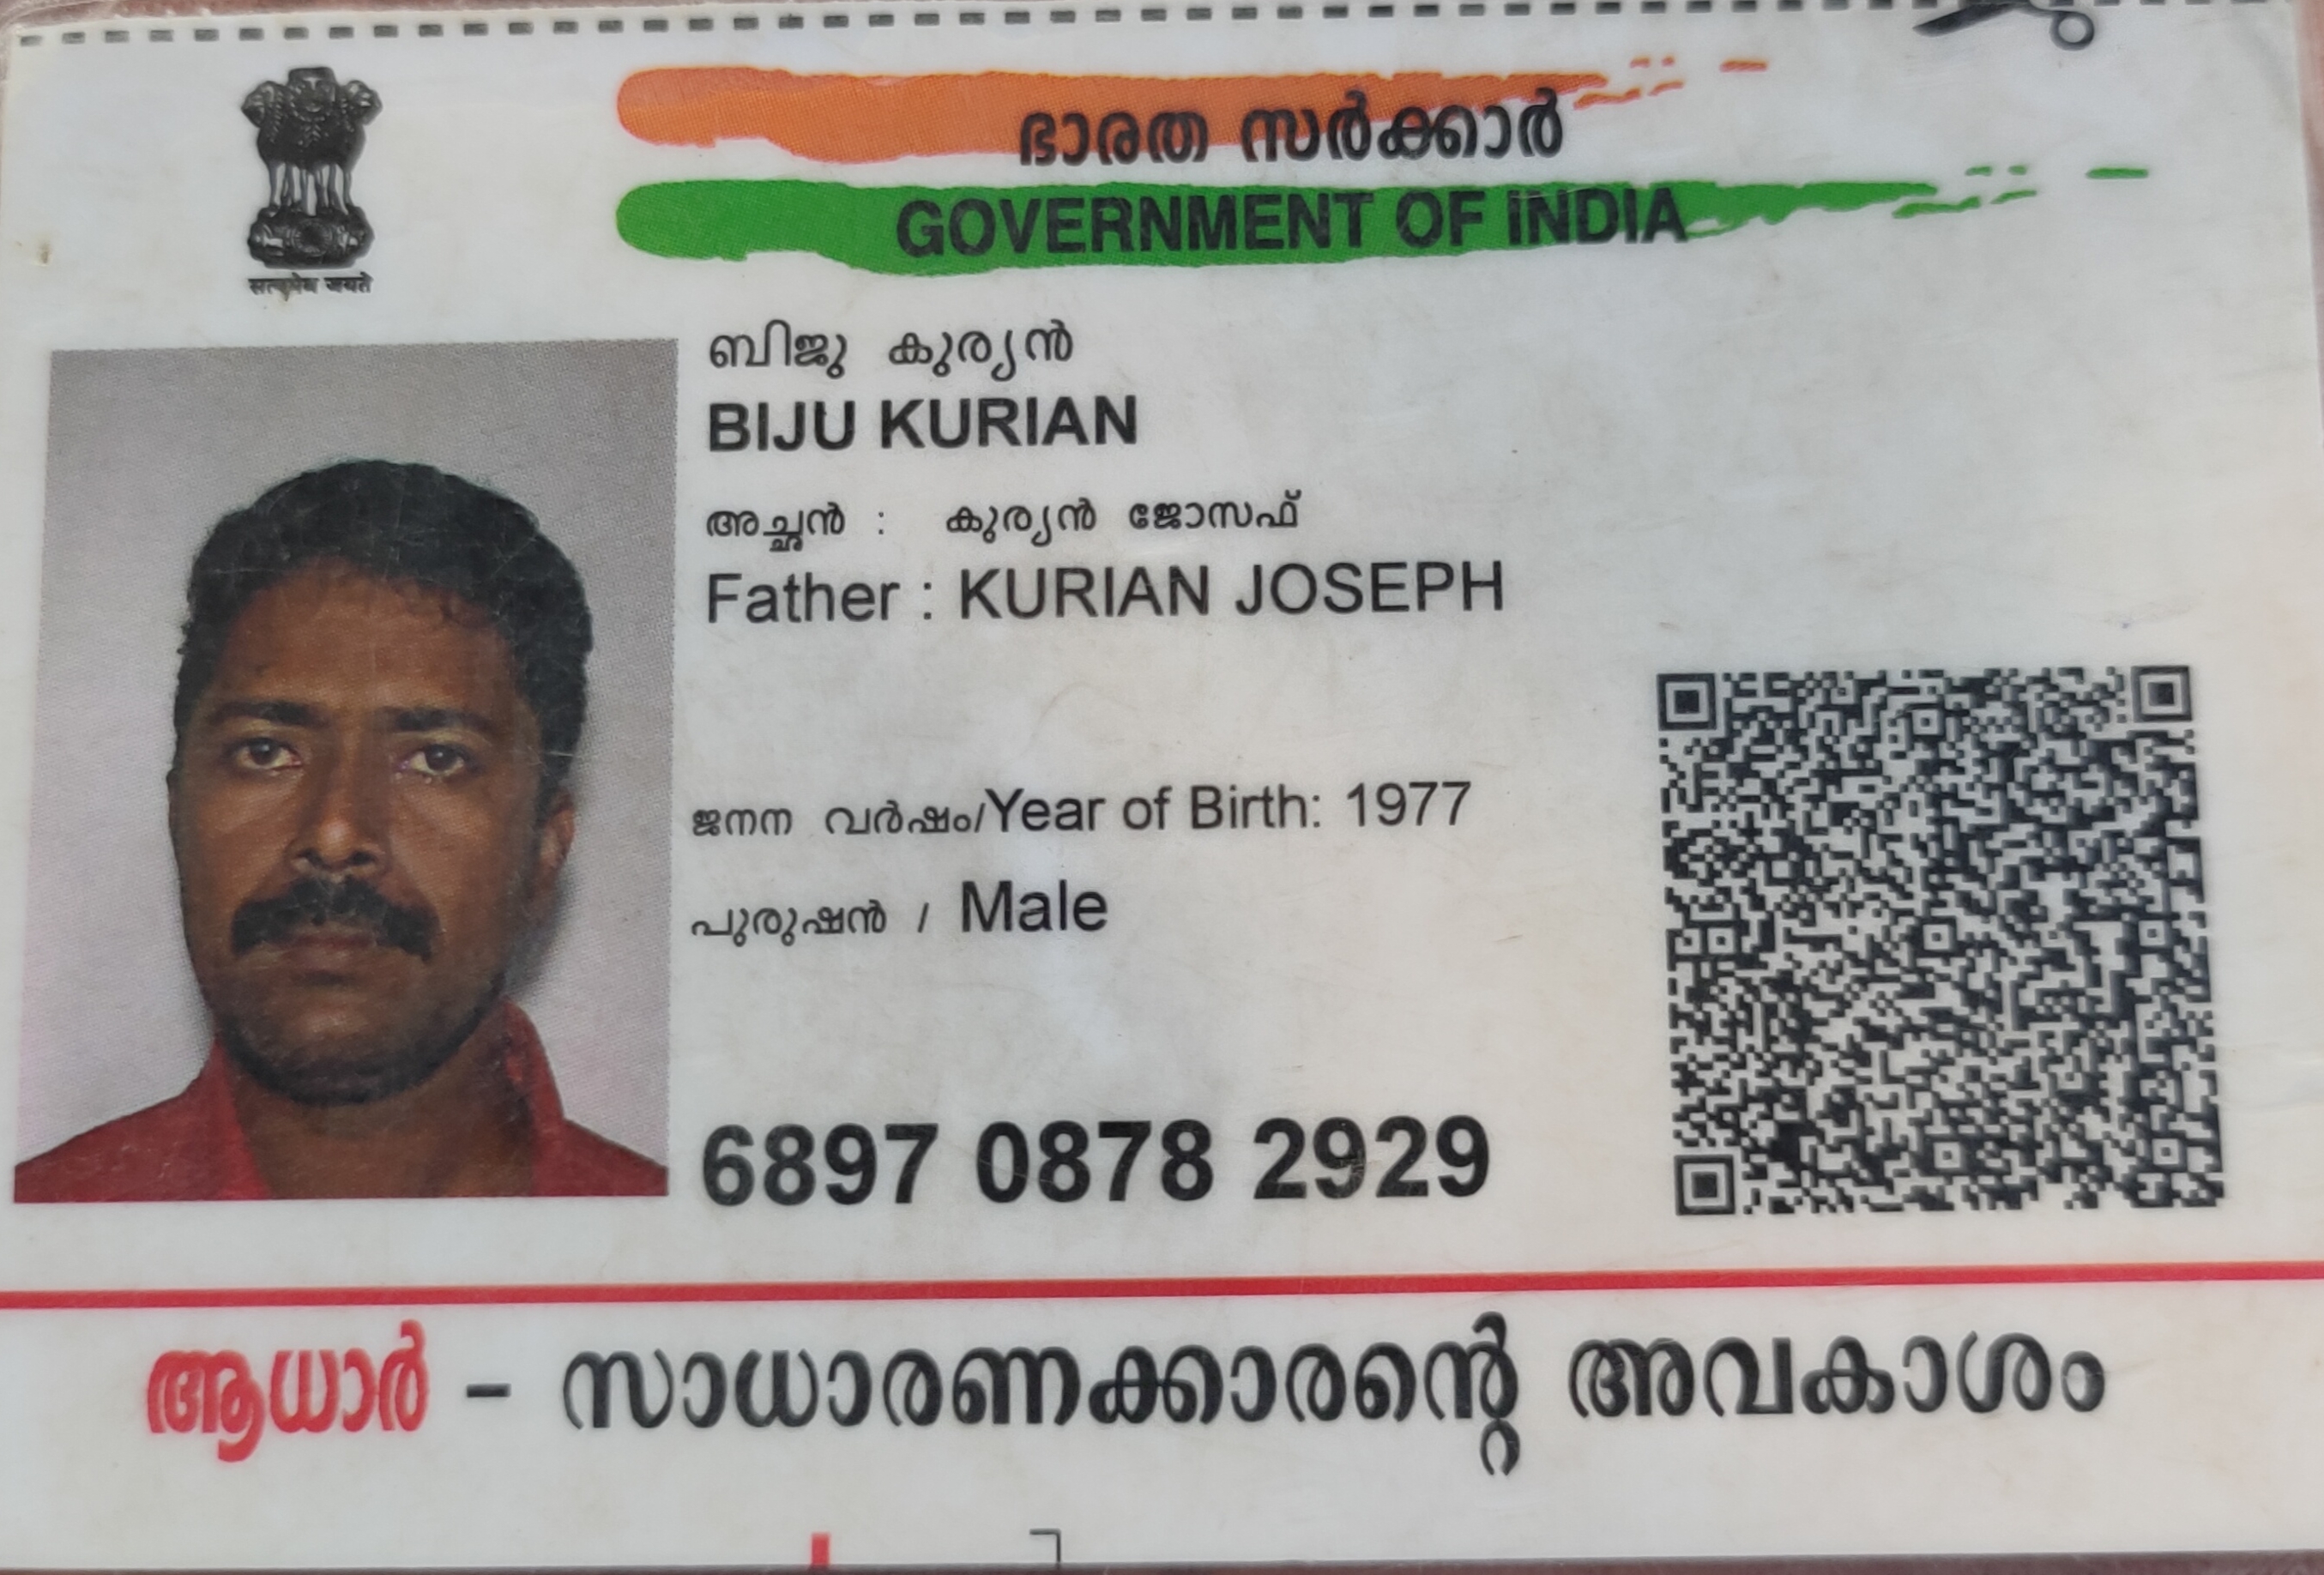 सत्यमेव जयते
ഭാരത സർക്കാർ
GOVERNMENT OF INDIA
ബിജു കുര്യൻ
BIJU KURIAN
അച്ഛൻ : കുര്യൻ ജോസഫ്
Father : KURIAN JOSEPH
ജനന വർഷം/Year of Birth: 1977
പുരുഷൻ / Male
6897 0878 2929
ആധാർ - സാധാരണക്കാരന്റെ അവകാശം